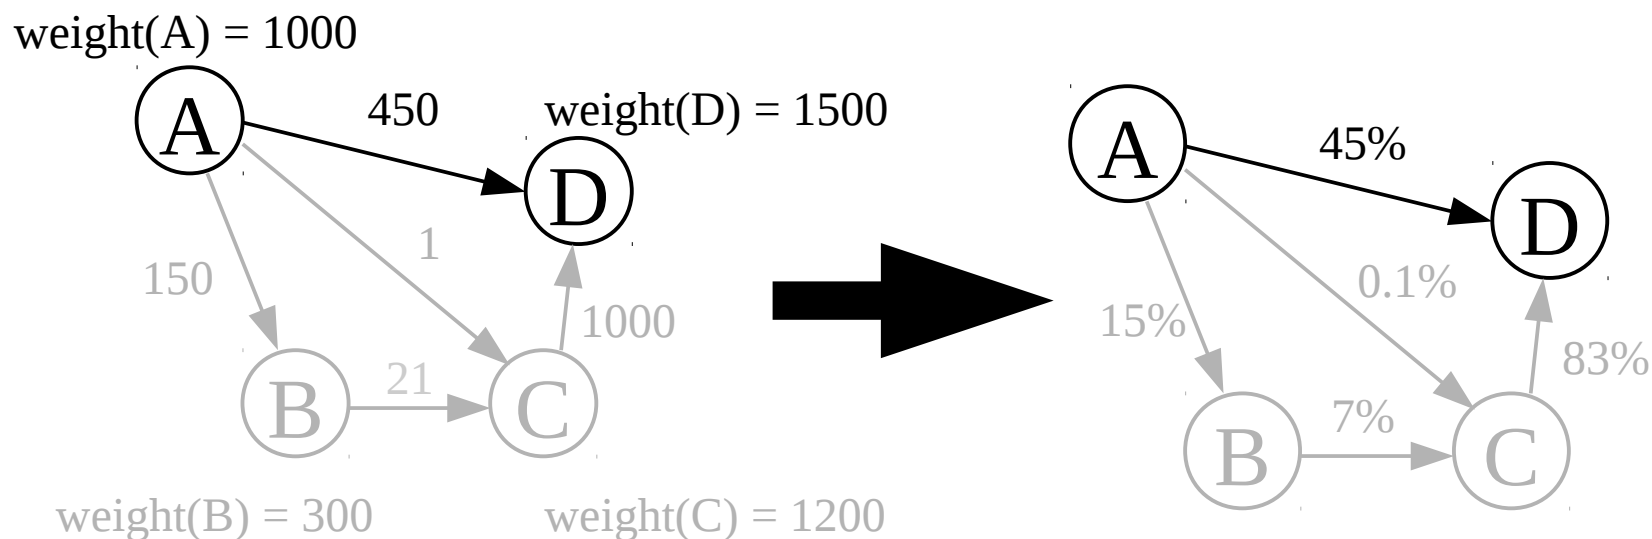 weight(A) = 1000
A
450
weight(D) = 1500
D
1
150
1000
21
B
C
weight(B) = 300
weight(C) = 1200
A
45%
D
0.1%
15%
83%
7%
B
C